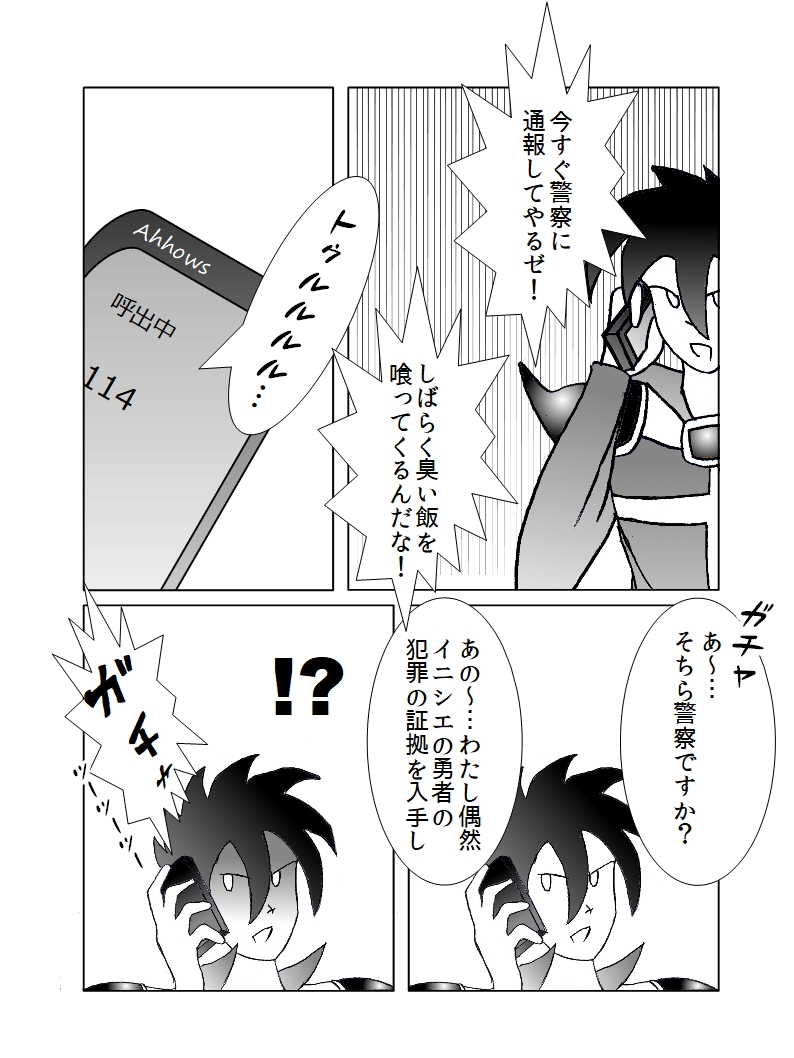 今すぐ警察に
通報してやるゼ！
しばらく臭い飯を
喰ってくるんだな！
トゥルルルル…
Ahhows
呼出中
114
ガチャ
あ～…
そちら警察ですか？
あの～…わたし偶然
イニシエの勇者の
犯罪の証拠を入手し
!?
ガチャ
ツーツーツー